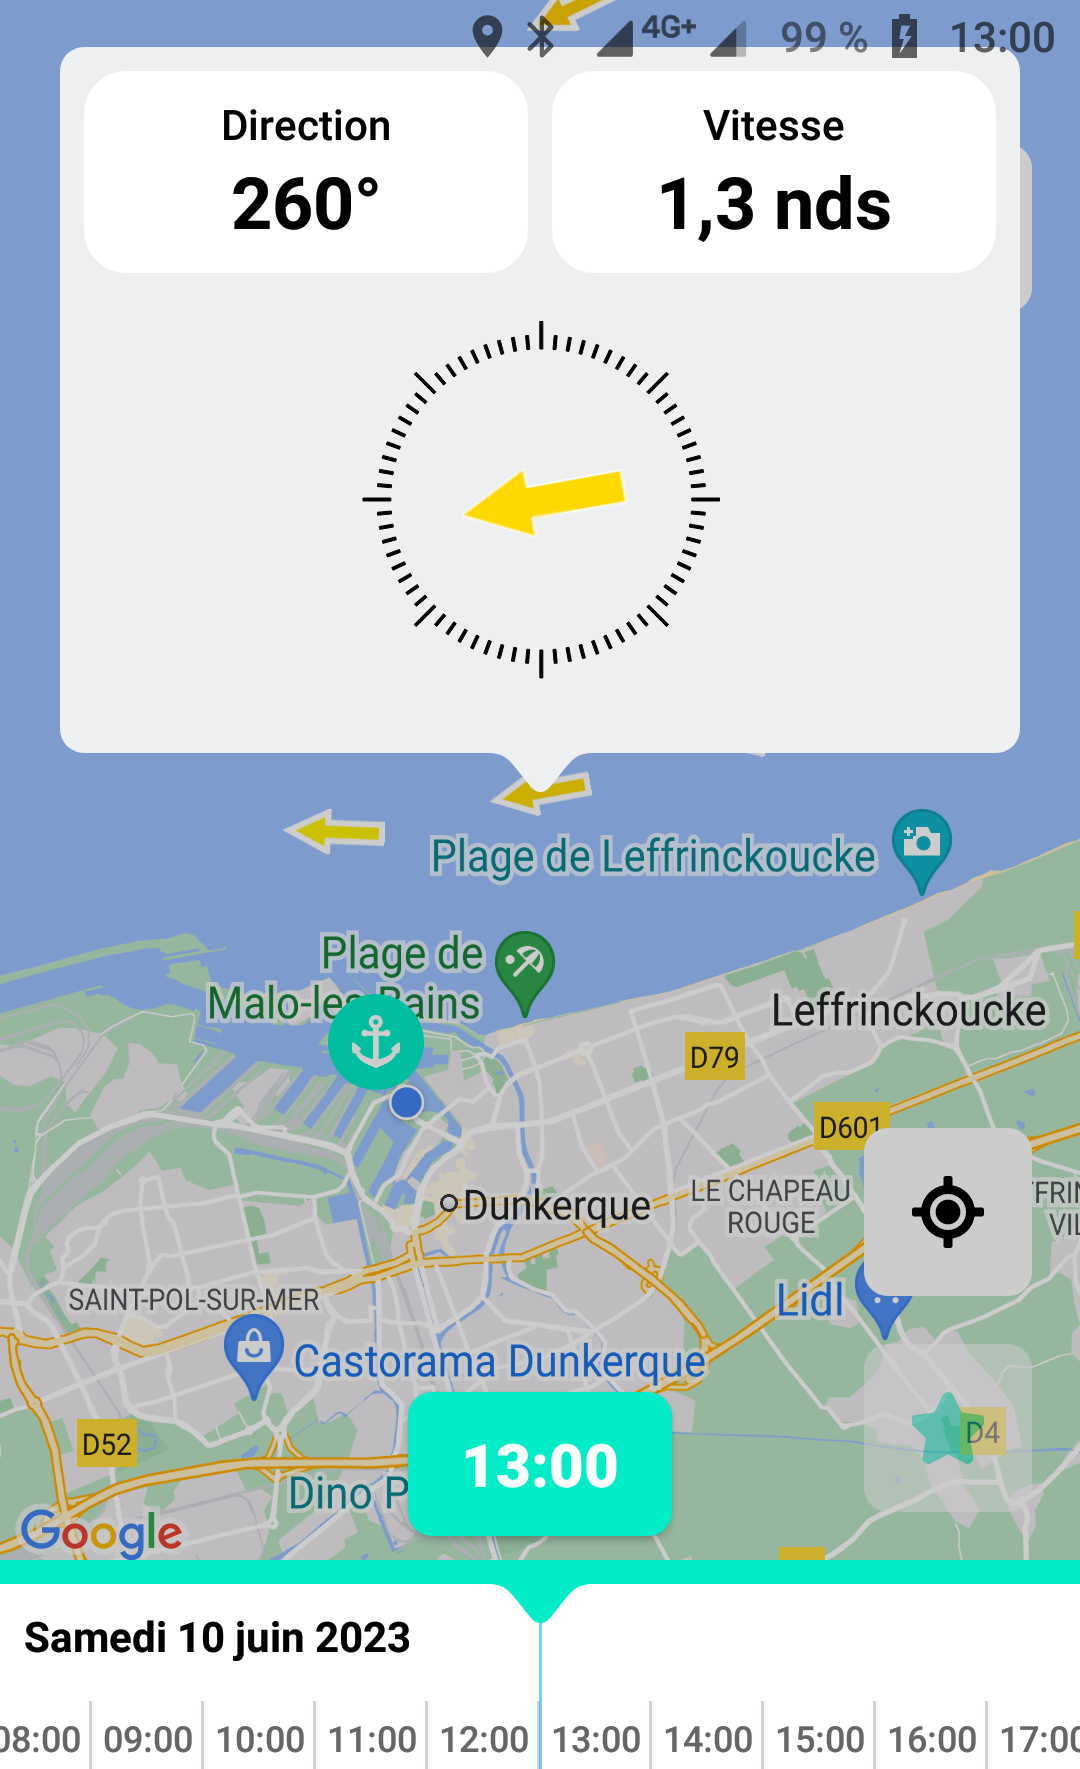 4G+ 99 % 13:00
Direction
260°
Vitesse
1,3 nds
Plage de Leffrinckoucke
Plage de
Malo-les-Bains
Leffrinckoucke
D79
D601
Dunkerque
LE CHAPEAU
ROUGE
SAINT-POL-SUR-MER
Lidl
Castorama Dunkerque
D52
D4
13:00
Dino P
Google
Samedi 10 juin 2023
08:00 09:00 10:00 11:00 12:00 13:00 14:00 15:00 16:00 17:00